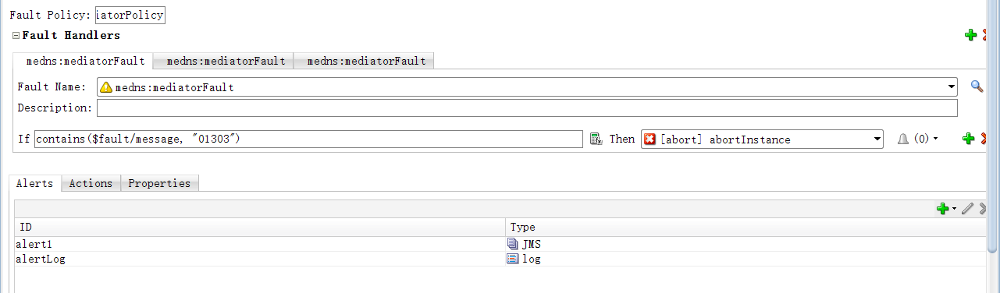 Fault Policy: iatorPolicy
Fault Handlers
medns:mediatorFault medns:mediatorFault medns:mediatorFault
Fault Name: medns:mediatorFault
Description:
If contains($fault/message, "01303") Then [abort] abortInstance (0)
Alerts Actions Properties
ID Type
alert1 JMS
alertLog log